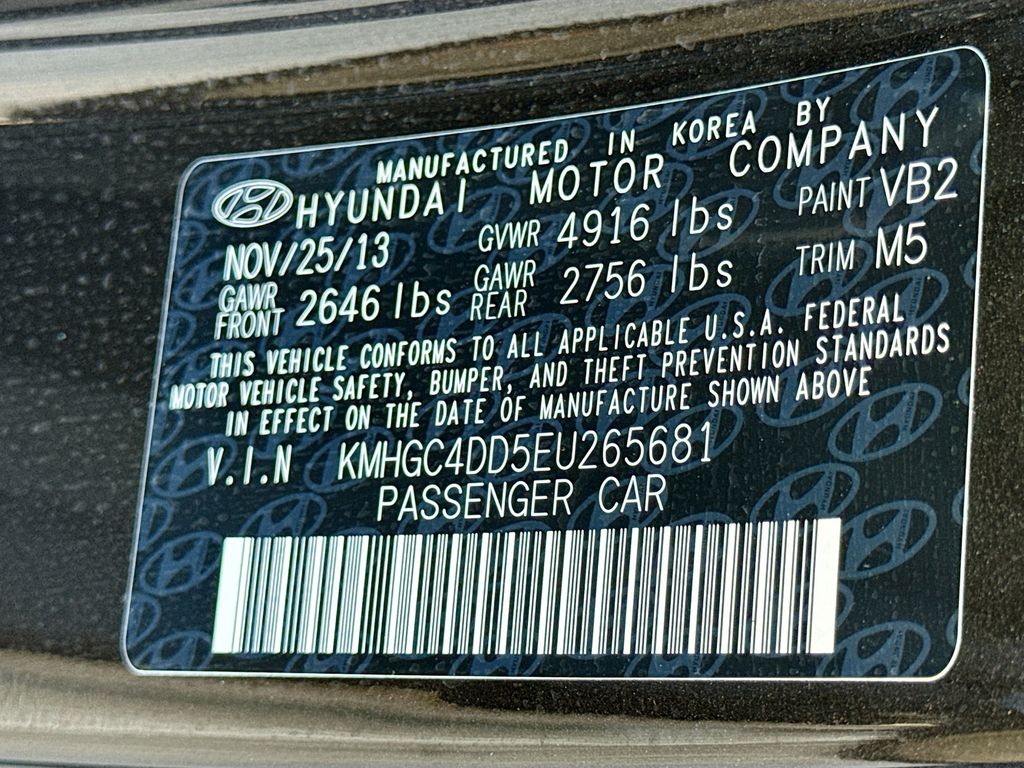 MANUFACTURED IN KOREA BY
HYUNDAI MOTOR COMPANY
NOV/25/13 GVWR 4916 lbs PAINT VB2
GAWR FRONT 2646 lbs GAWR REAR 2756 lbs TRIM M5
THIS VEHICLE CONFORMS TO ALL APPLICABLE U.S.A. FEDERAL
MOTOR VEHICLE SAFETY, BUMPER, AND THEFT PREVENTION STANDARDS
IN EFFECT ON THE DATE OF MANUFACTURE SHOWN ABOVE
V.I.N KMHGC4DD5EU265681
PASSENGER CAR